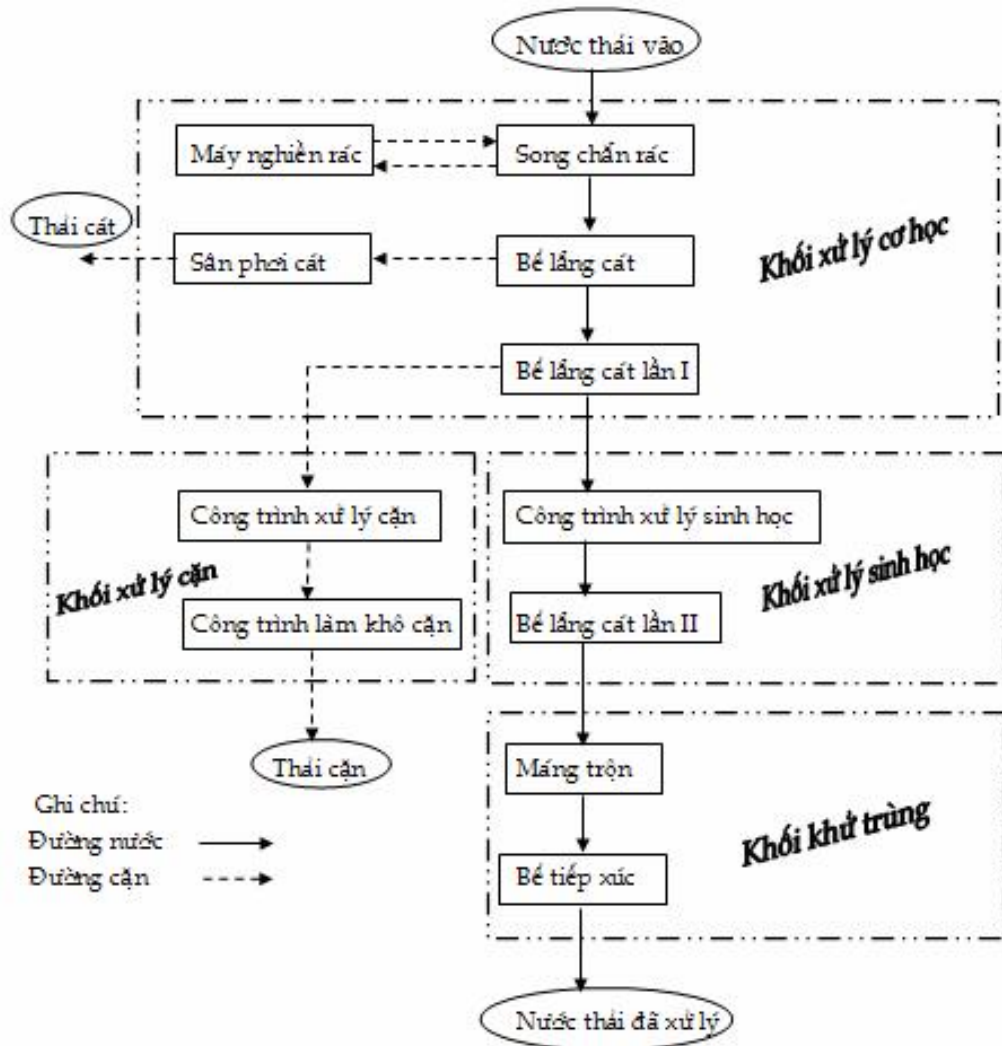 Nước thải vào
Máy nghiền rác
Song chắn rác
Thải cát
Sân phơi cát
Bể lắng cát
Khối xử lý cơ học
Bể lắng cát lần I
Công trình xử lý cặn
Công trình xử lý sinh học
Khối xử lý cặn
Khối xử lý sinh học
Công trình làm khô cặn
Bể lắng cát lần II
Thải cặn
Máng trộn
Ghi chú:
Đường nước
Đường cặn
Khối khử trùng
Bể tiếp xúc
Nước thải đã xử lý